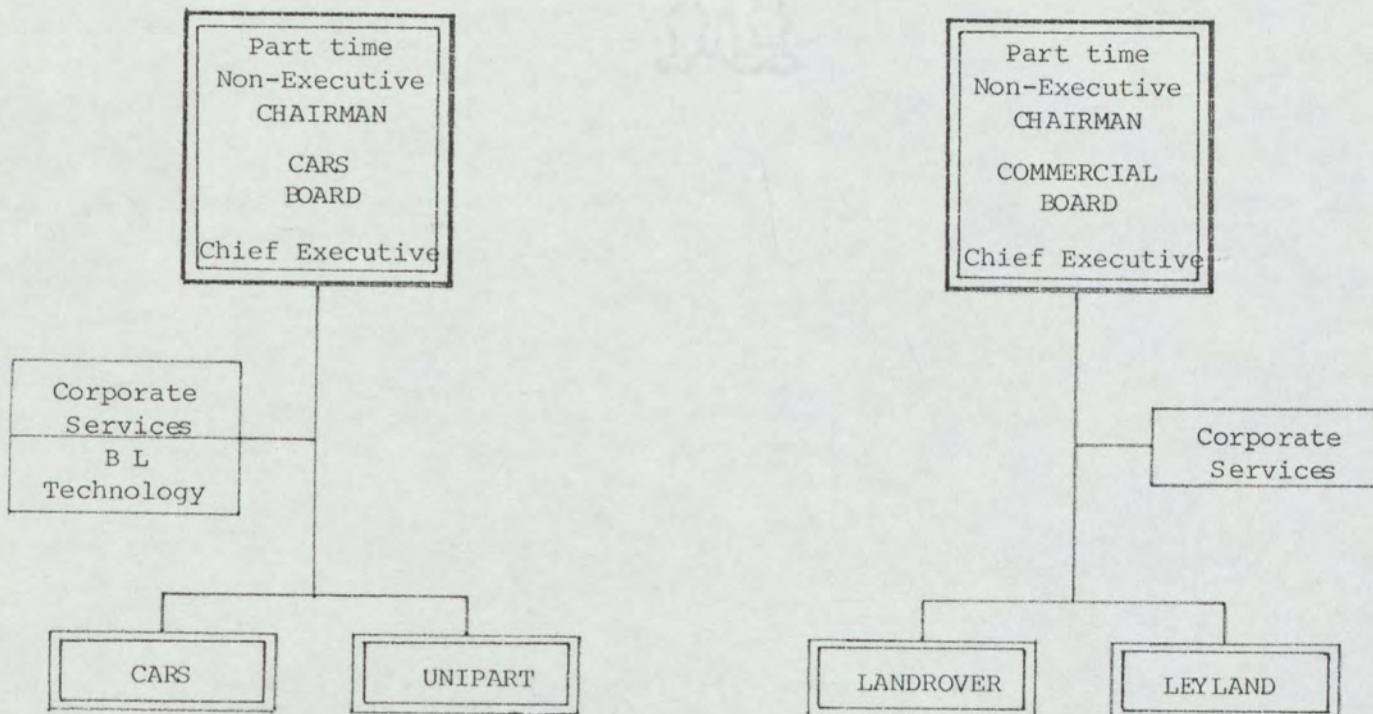 Part time
Non-Executive
CHAIRMAN
CARS
BOARD
Chief Executive
Corporate
Services
B L
Technology
CARS
UNIPART
Part time
Non-Executive
CHAIRMAN
COMMERCIAL
BOARD
Chief Executive
Corporate
Services
LANDROVER
LEYLAND